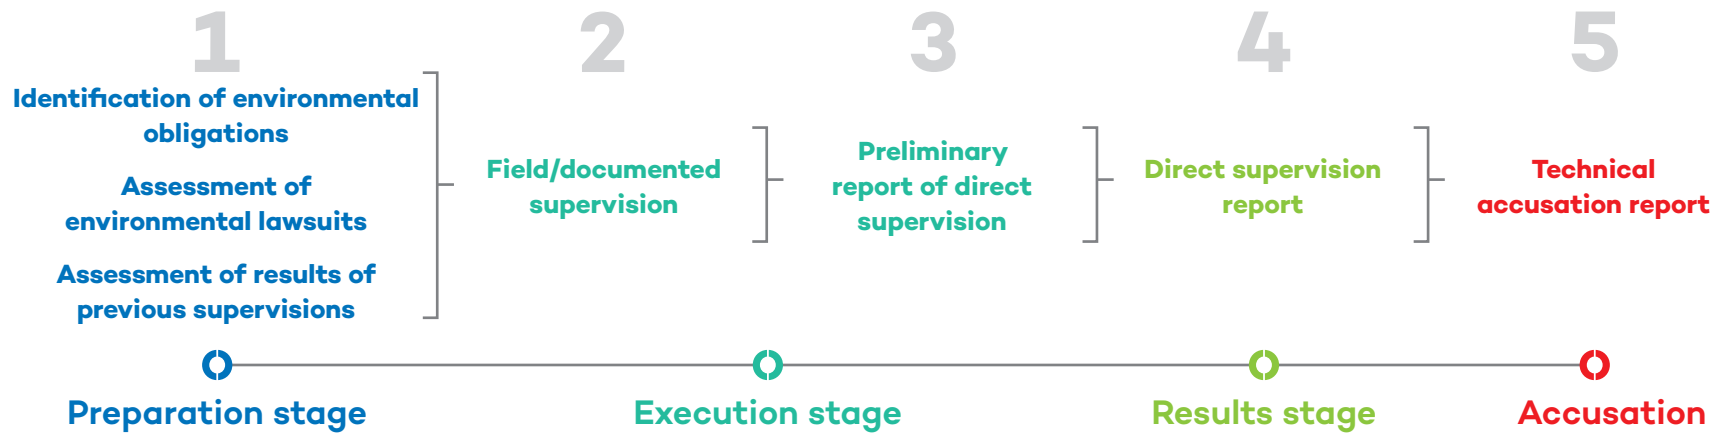 1
Identification of environmental
obligations
Assessment of
environmental lawsuits
Assessment of results of
previous supervisions
2
Field/documented
supervision
3
Preliminary
report of direct
supervision
4
Direct supervision
report
5
Technical
accusation report
Preparation stage
Execution stage
Results stage
Accusation